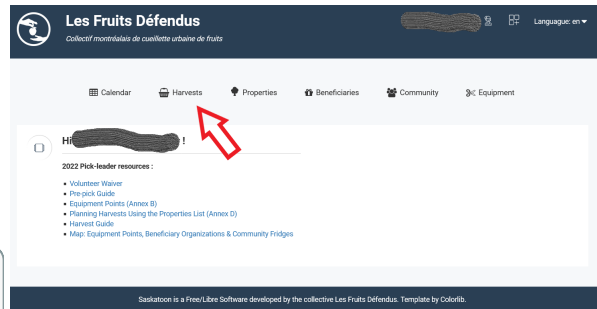 Les Fruits Défendus
Collectif montréalais de cueillette urbaine de fruits
Languague: en
Calendar Harvests Properties Beneficiaries Community Equipment
Hi !
2022 Pick-leader resources :
Volunteer Waiver
Pre-pick Guide
Equipment Points (Annex B)
Planning Harvests Using the Properties List (Annex D)
Harvest Guide
Map: Equipment Points, Beneficiary Organizations & Community Fridges
Saskatoon is a Free/Libre Software developed by the collective Les Fruits Défendus. Template by Colorlib.